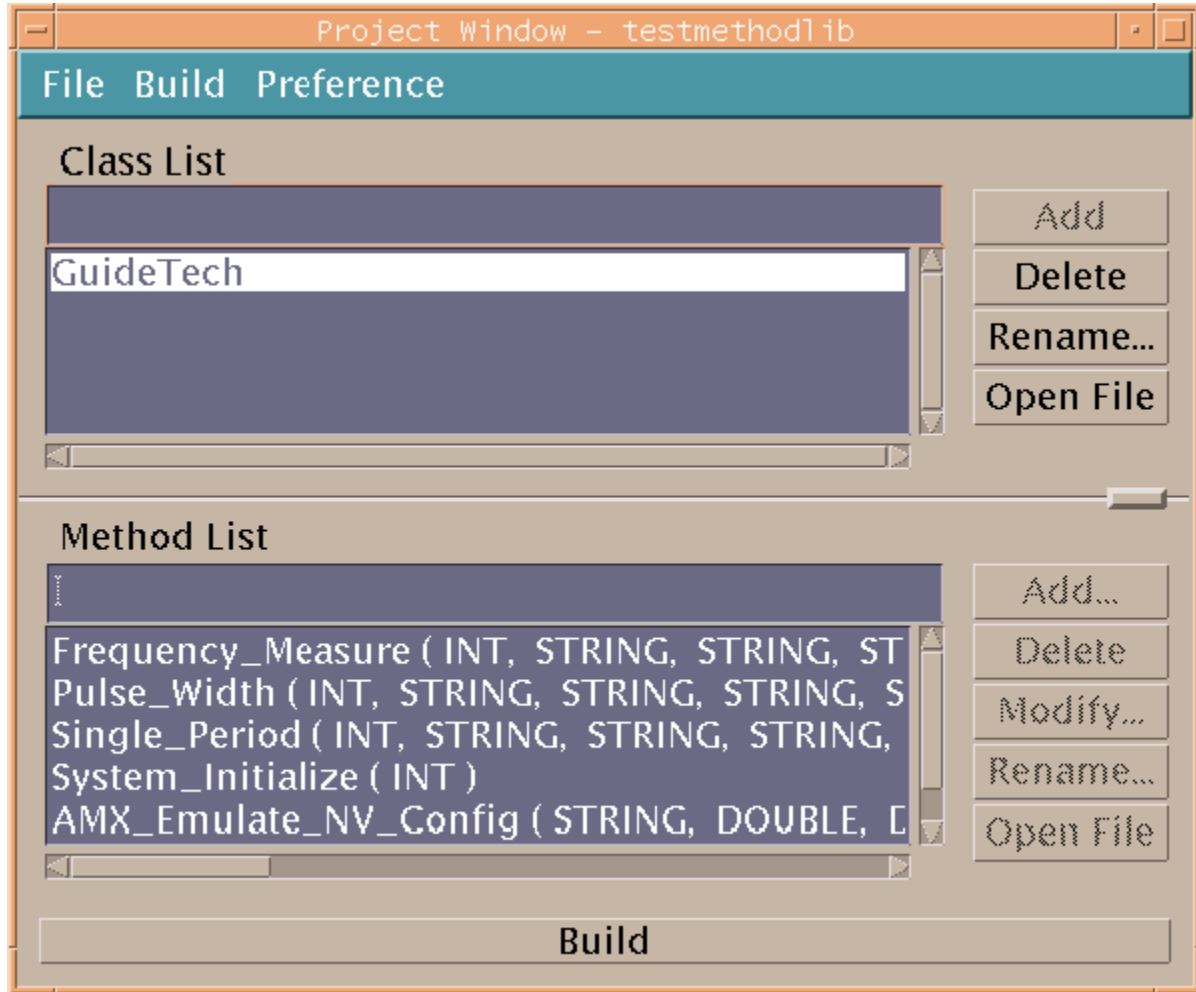 Project Window – testmethodlib
File Build Preference
Class List
Add
GuideTech
Delete
Rename...
Open File
Method List
Add...
Frequency_Measure ( INT, STRING, STRING, ST
Delete
Pulse_Width ( INT, STRING, STRING, STRING, S
Modify...
Single_Period ( INT, STRING, STRING, STRING,
System_Initialize ( INT )
Rename...
AMX_Emulate_NV_Config ( STRING, DOUBLE, D
Open File
Build